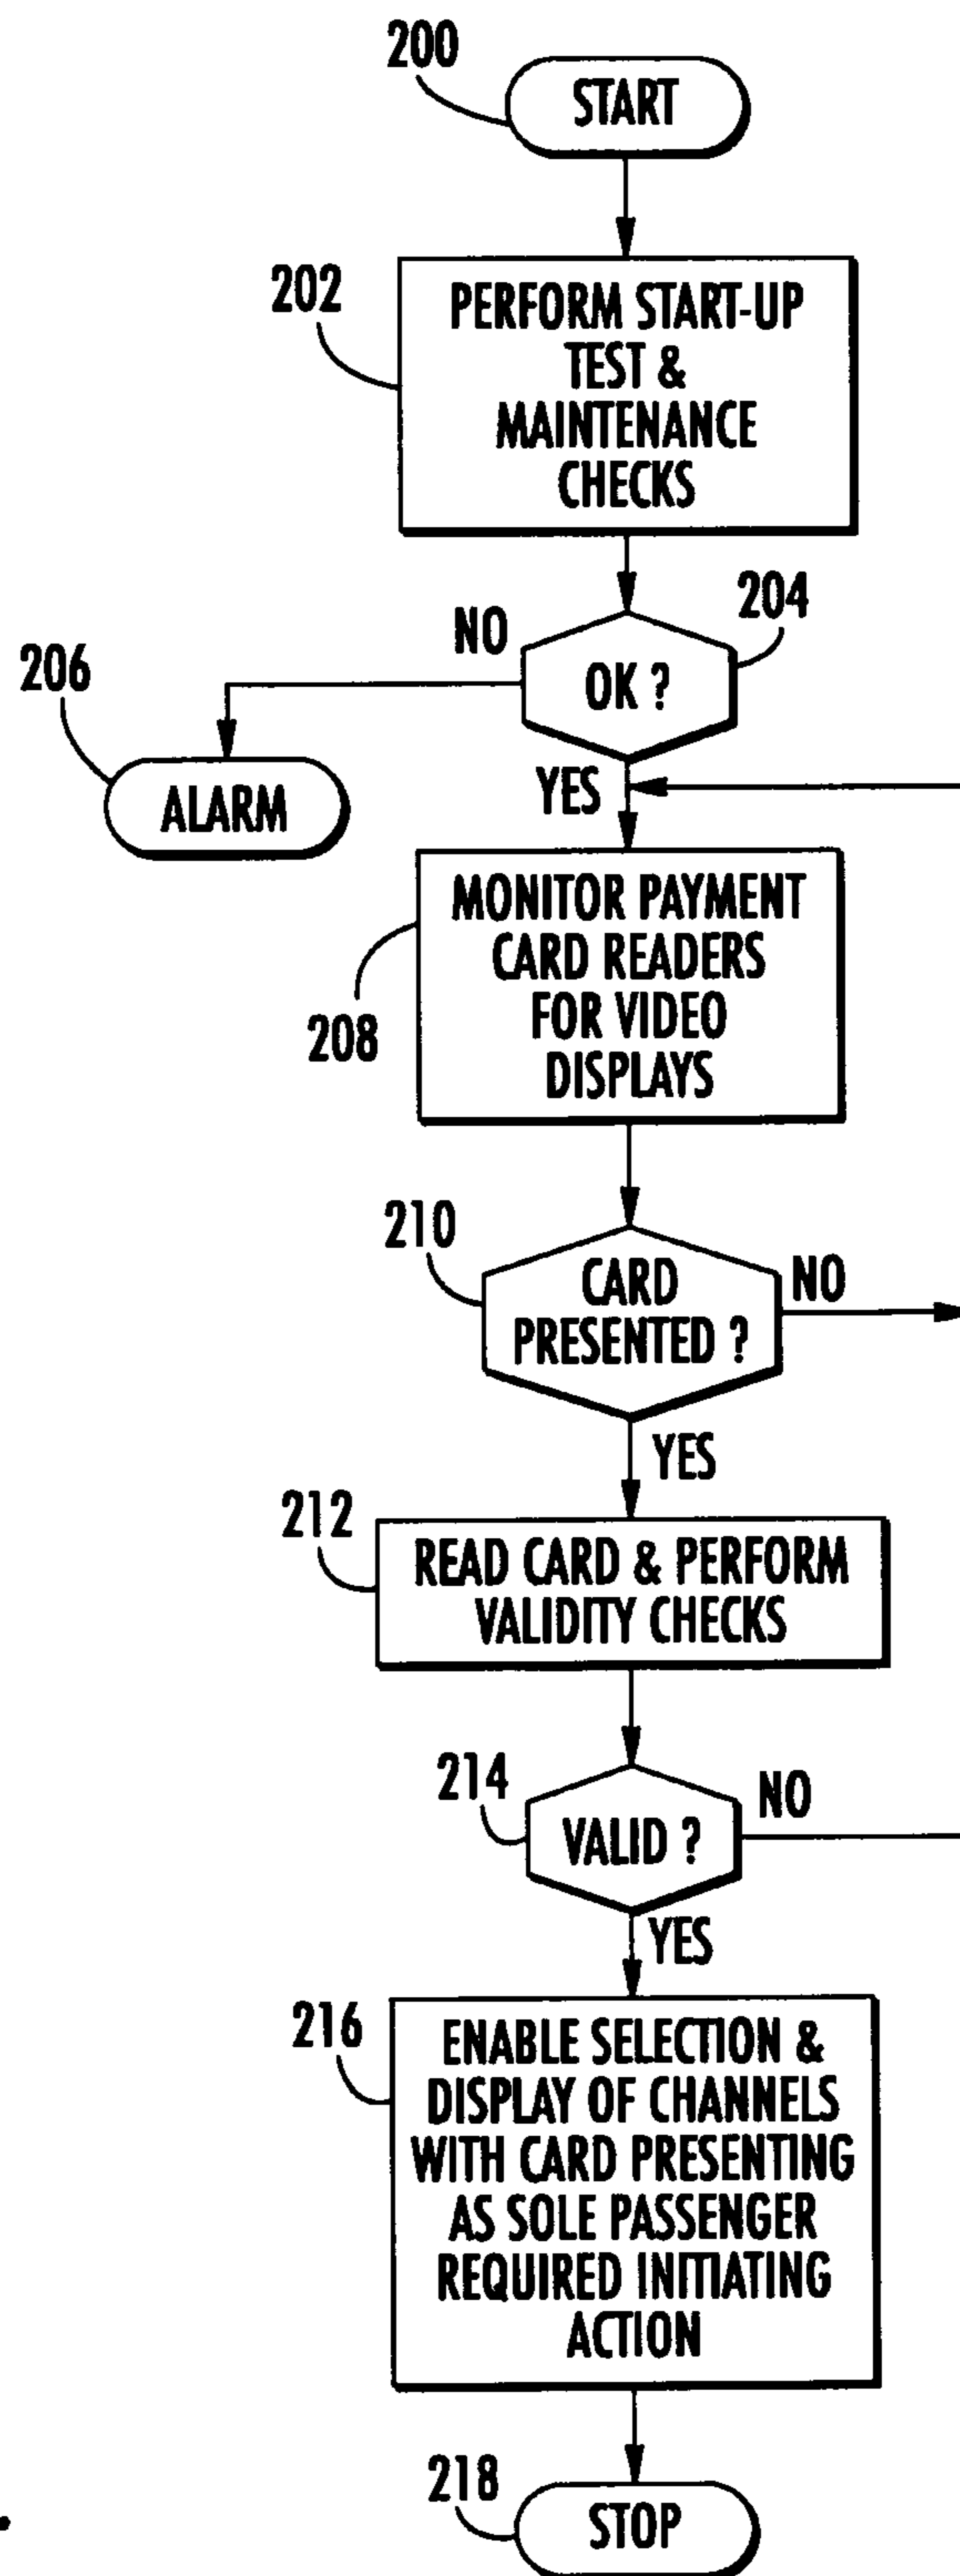 200
START
202
PERFORM START-UP
TEST &
MAINTENANCE
CHECKS
204
NO
OK ?
206
ALARM
YES
MONITOR PAYMENT
CARD READERS
FOR VIDEO
DISPLAYS
208
210
CARD
PRESENTED ?
NO
YES
212
READ CARD & PERFORM
VALIDITY CHECKS
214
VALID ?
NO
YES
216
ENABLE SELECTION &
DISPLAY OF CHANNELS
WITH CARD PRESENTING
AS SOLE PASSENGER
REQUIRED INITIATING
ACTION
218
STOP